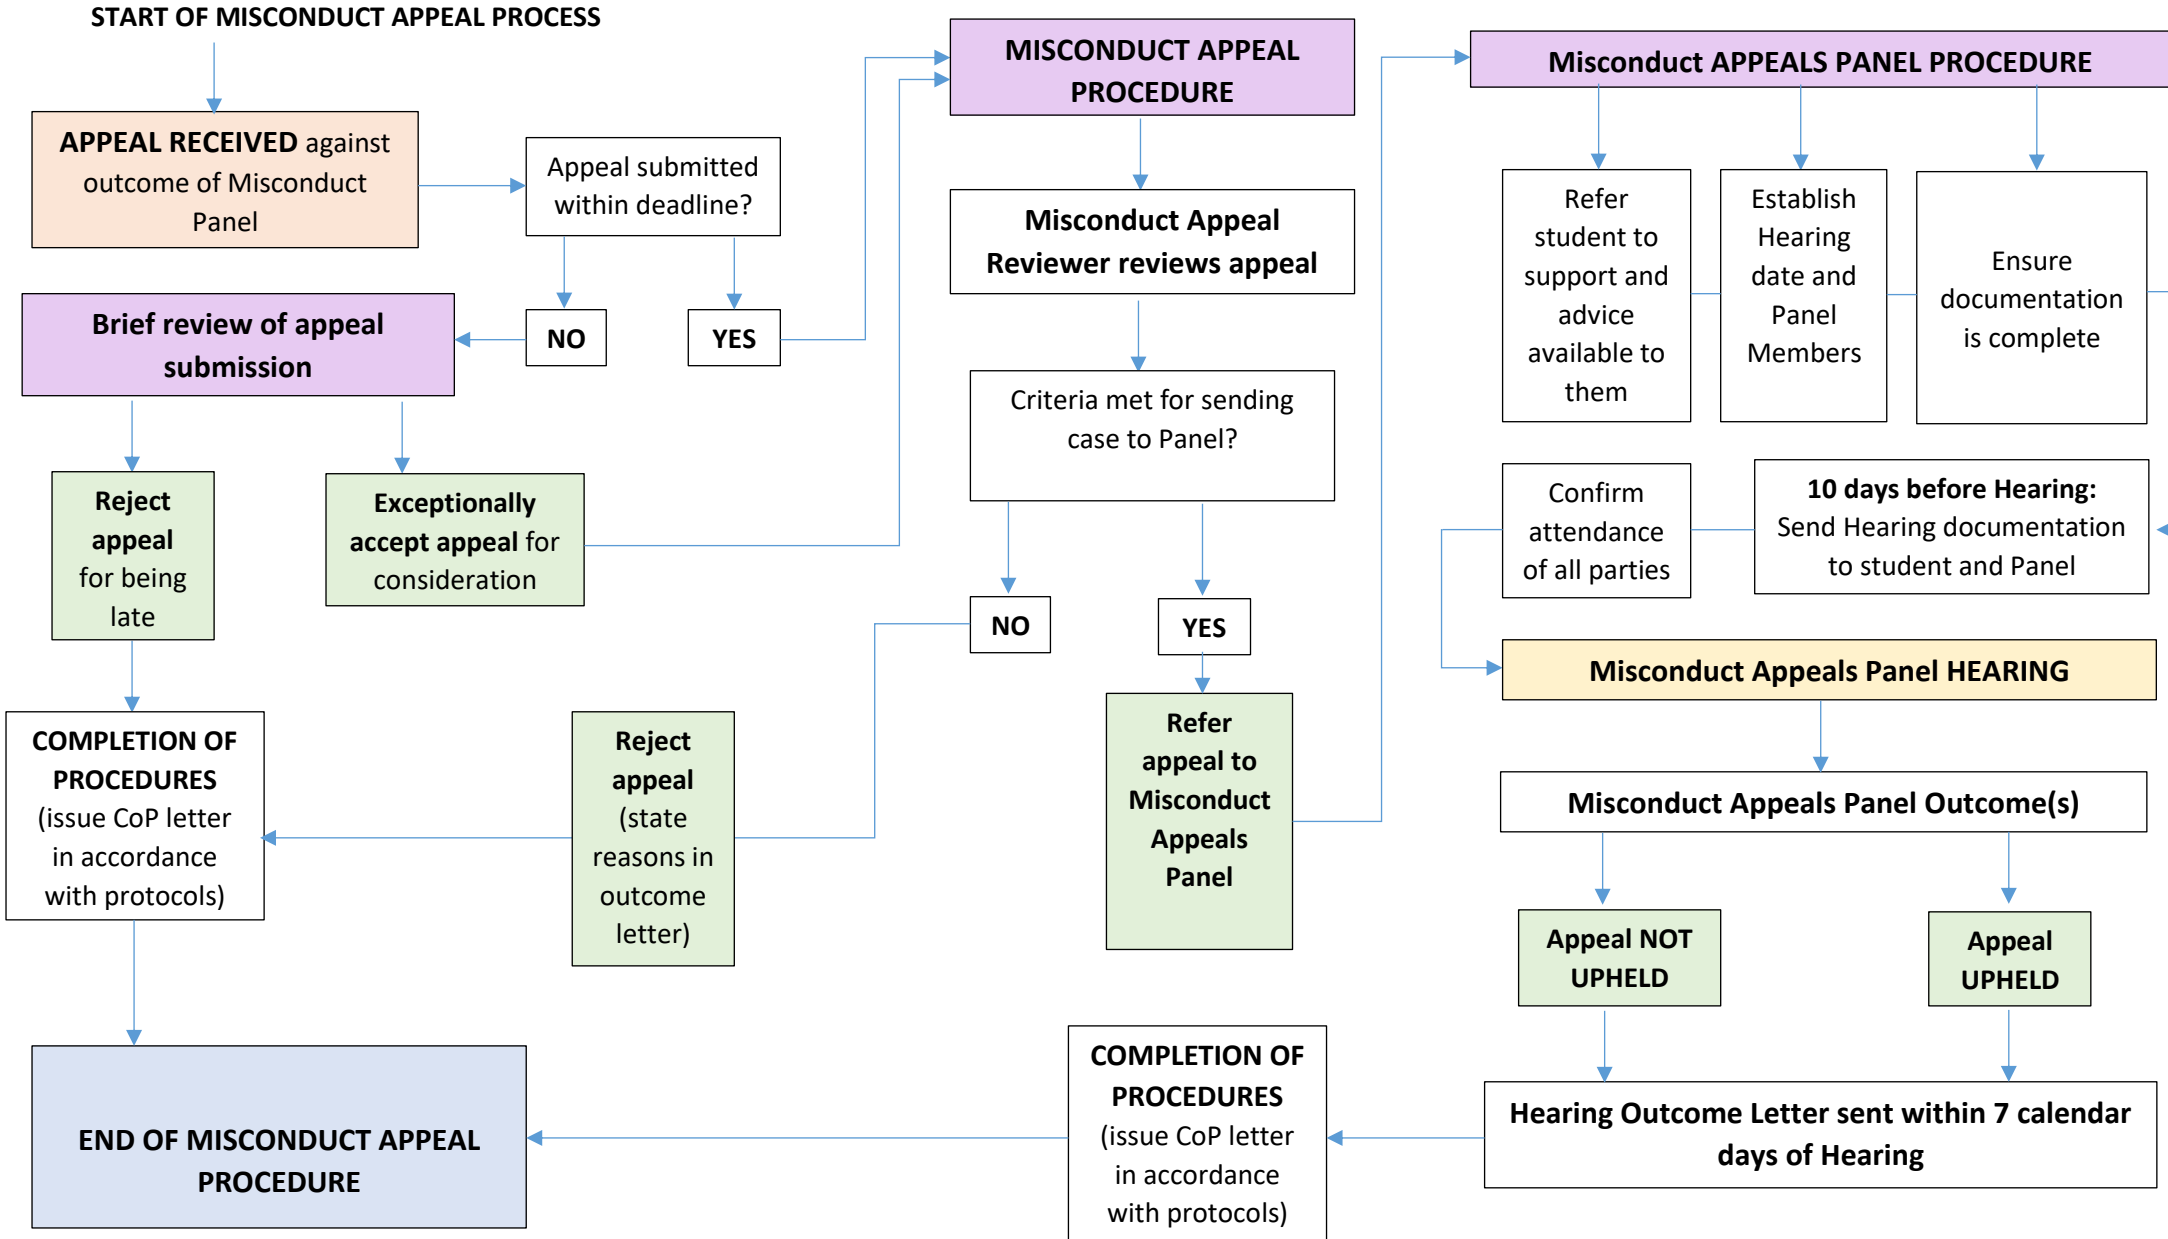 START OF MISCONDUCT APPEAL PROCESS
APPEAL RECEIVED against
outcome of Misconduct
Panel
Appeal submitted
within deadline?
NO
YES
Brief review of appeal
submission
Reject
appeal
for being
late
Exceptionally
accept appeal for
consideration
COMPLETION OF
PROCEDURES
(issue CoP letter
in accordance
with protocols)
Reject
appeal
(state
reasons in
outcome
letter)
END OF MISCONDUCT APPEAL
PROCEDURE
MISCONDUCT APPEAL
PROCEDURE
Misconduct Appeal
Reviewer reviews appeal
Criteria met for sending
case to Panel?
NO
YES
Refer
appeal to
Misconduct
Appeals
Panel
Misconduct APPEALS PANEL PROCEDURE
Refer
student to
support and
advice
available to
them
Establish
Hearing
date and
Panel
Members
Ensure
documentation
is complete
10 days before Hearing:
Send Hearing documentation
to student and Panel
Confirm
attendance
of all parties
Misconduct Appeals Panel HEARING
Misconduct Appeals Panel Outcome(s)
Appeal NOT
UPHELD
Appeal
UPHELD
Hearing Outcome Letter sent within 7 calendar
days of Hearing
COMPLETION OF
PROCEDURES
(issue CoP letter
in accordance
with protocols)